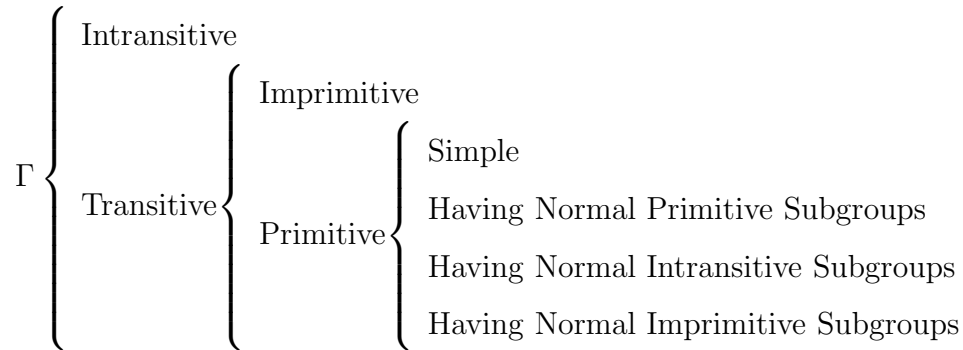 Γ
Intransitive
Transitive
Imprimitive
Primitive
Simple
Having Normal Primitive Subgroups
Having Normal Intransitive Subgroups
Having Normal Imprimitive Subgroups